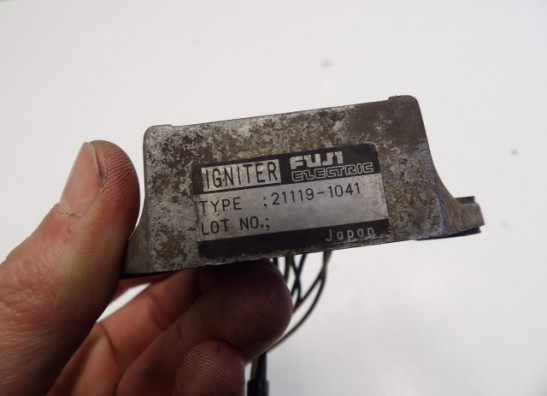 IGNITER FUJI ELECTRIC
TYPE ;21119-1041
LOT NO.;
Japan